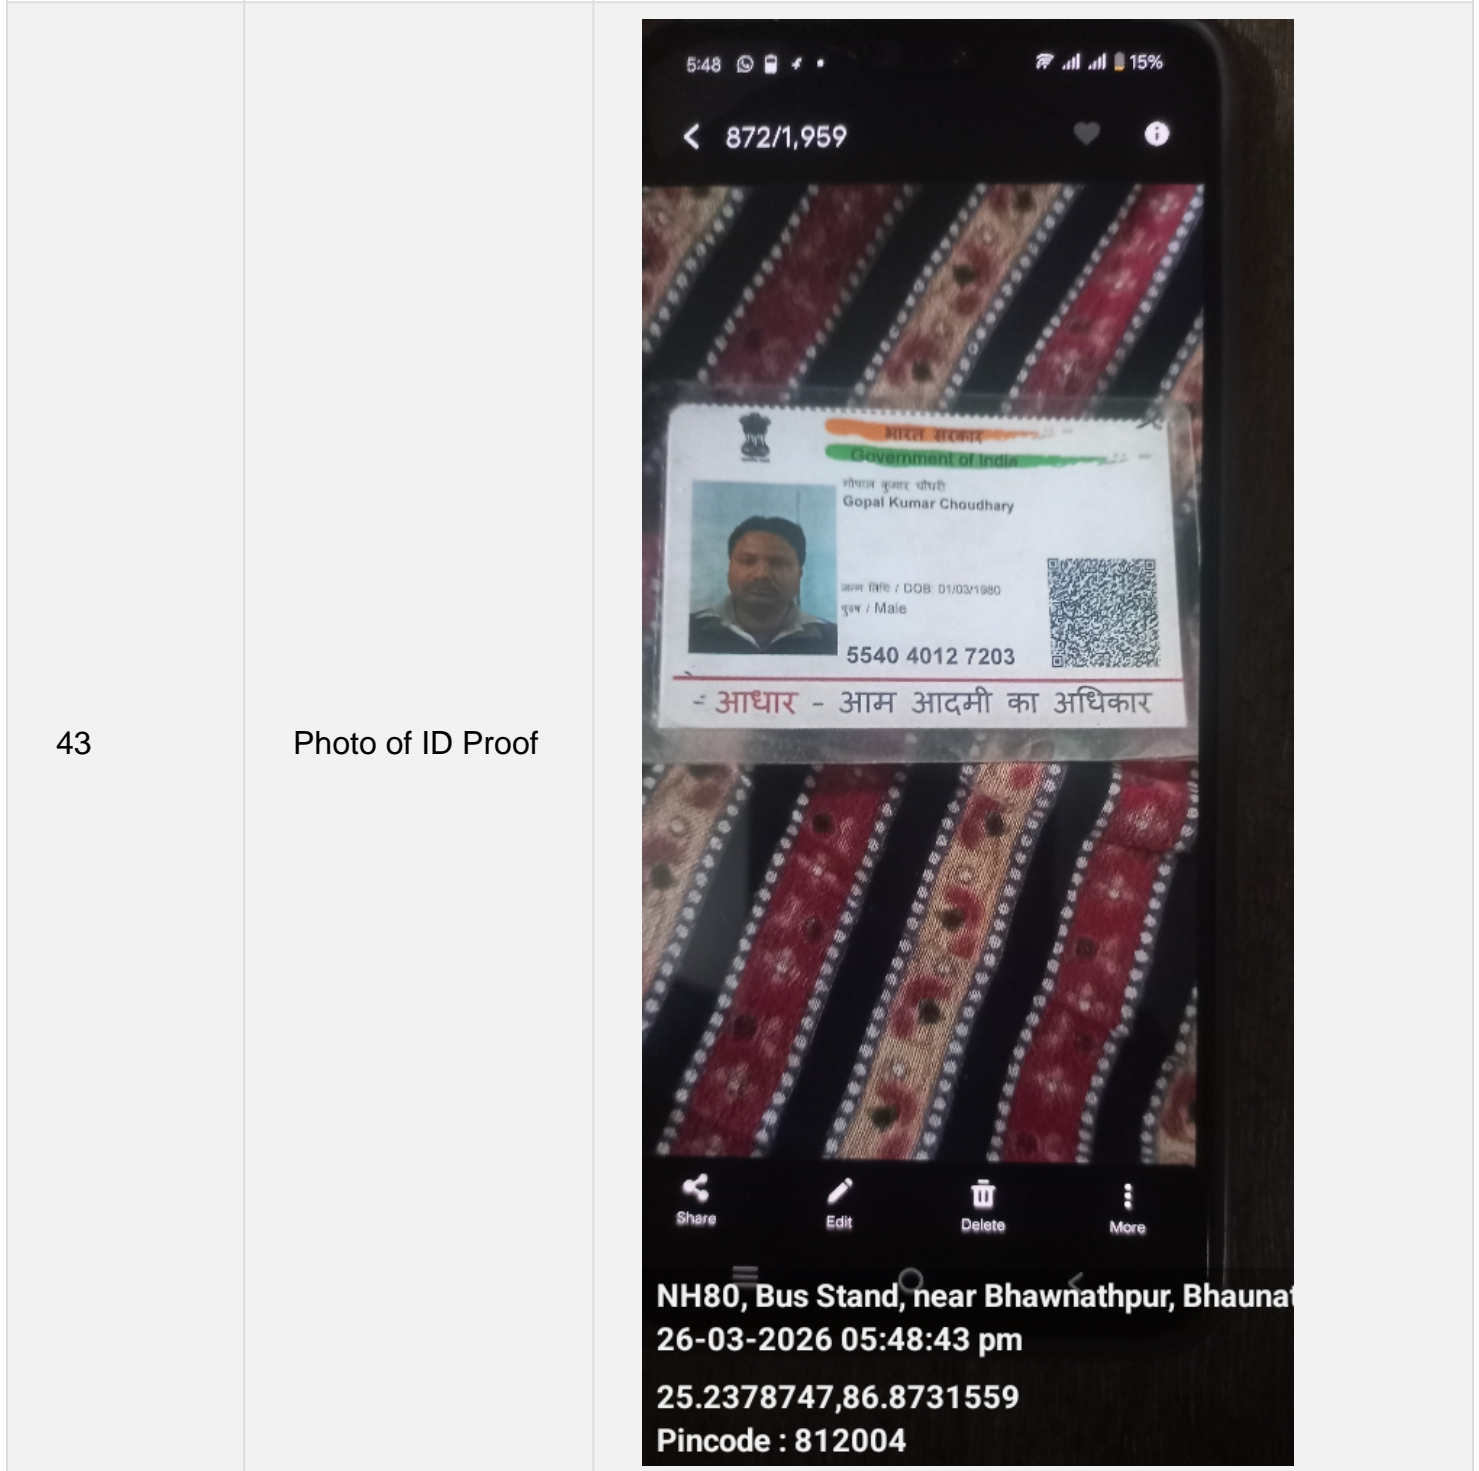 43
Photo of ID Proof
5:48
15%
872/1,959
भारत सरकार
Government of India
गोपाल कुमार चौधरी
Gopal Kumar Choudhary
जन्म तिथि / DOB: 01/03/1980
पुरुष / Male
5540 4012 7203
- आधार - आम आदमी का अधिकार
Share
Edit
Delete
More
NH80, Bus Stand, near Bhawnathpur, Bhaunat
26-03-2026 05:48:43 pm
25.2378747,86.8731559
Pincode : 812004